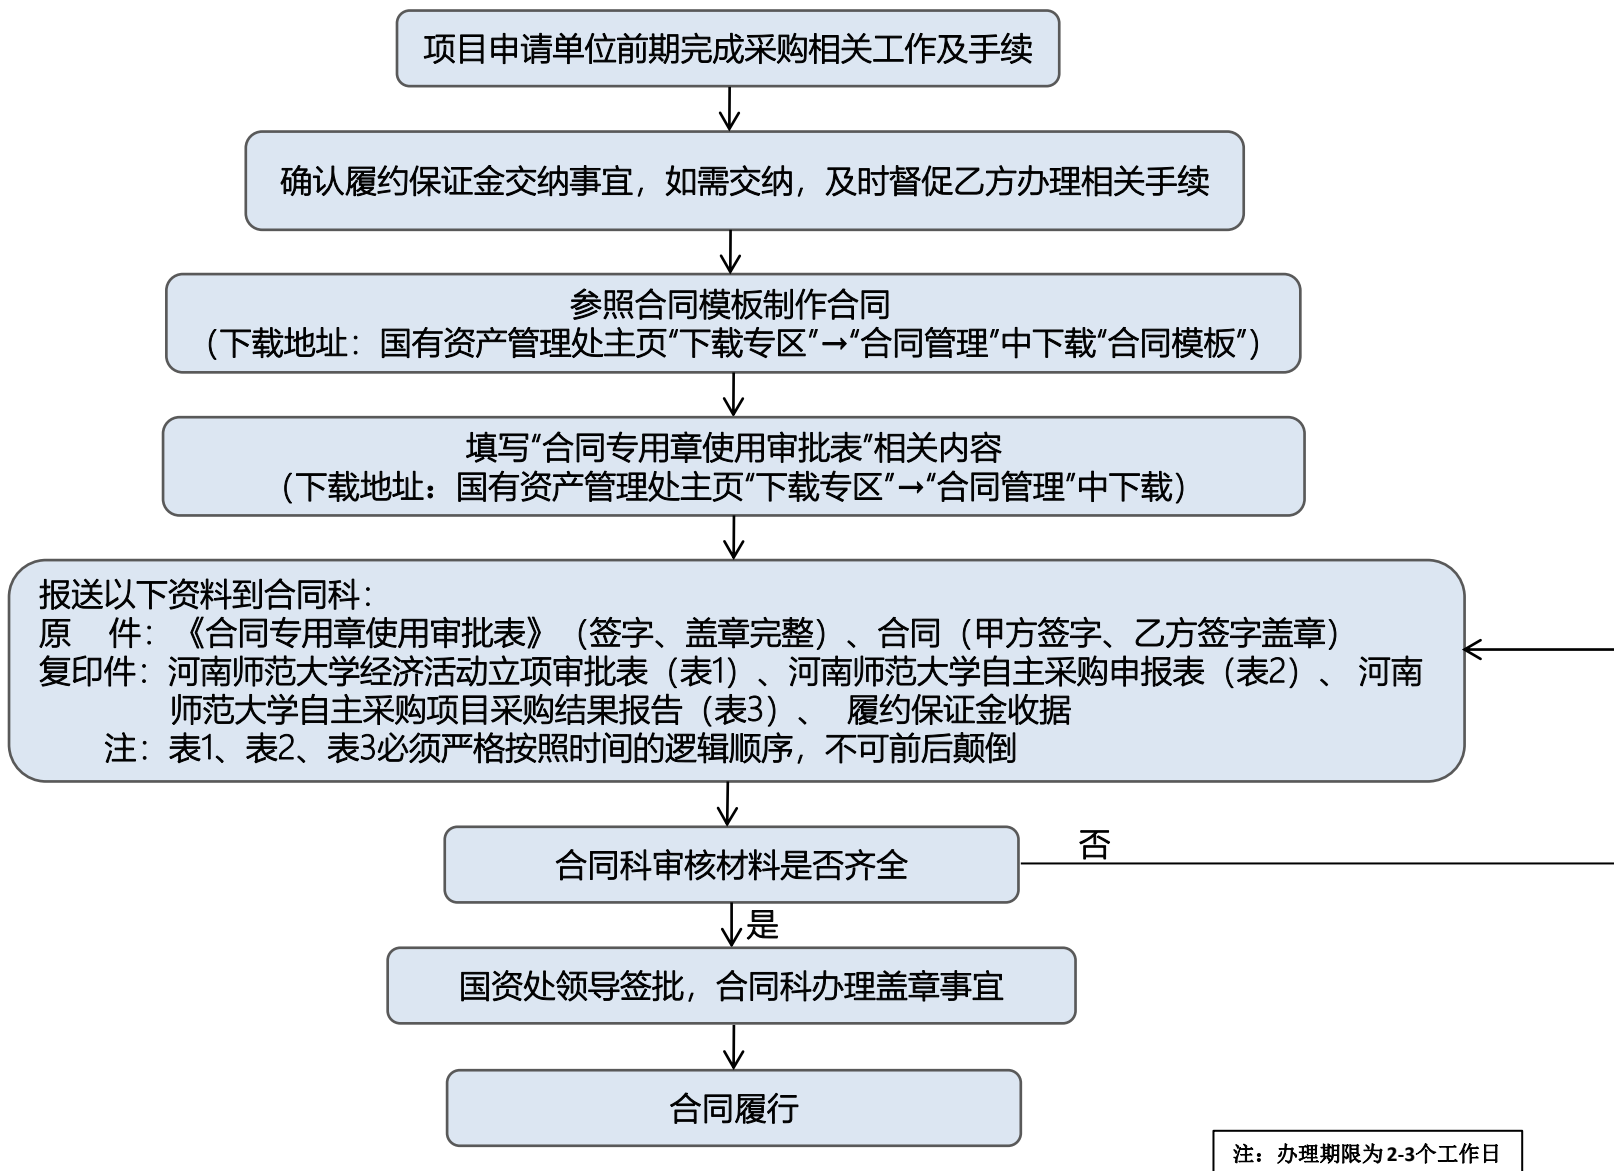 项目申请单位前期完成采购相关工作及手续
确认履约保证金交纳事宜，如需交纳，及时督促乙方办理相关手续
参照合同模板制作合同
（下载地址：国有资产管理处主页“下载专区”→“合同管理”中下载“合同模板”）
填写“合同专用章使用审批表”相关内容
（下载地址：国有资产管理处主页“下载专区”→“合同管理”中下载）
报送以下资料到合同科：
原　件：《合同专用章使用审批表》（签字、盖章完整）、合同（甲方签字、乙方签字盖章）
复印件：河南师范大学经济活动立项审批表（表1）、河南师范大学自主采购申报表（表2）、 河南
师范大学自主采购项目采购结果报告（表3）、 履约保证金收据
注：表1、表2、表3必须严格按照时间的逻辑顺序，不可前后颠倒
合同科审核材料是否齐全
否
是
国资处领导签批，合同科办理盖章事宜
合同履行
注：办理期限为2-3个工作日